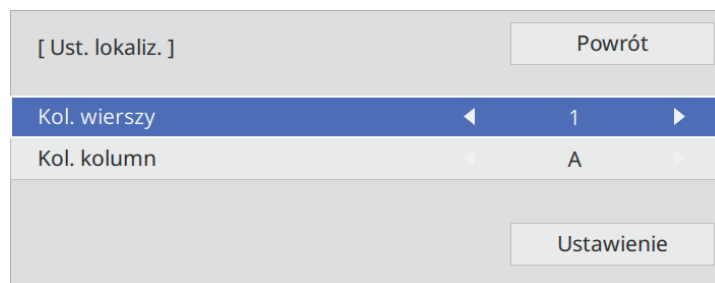 [ Ust. lokaliz. ]
Powrót
Kol. wierszy
1
Kol. kolumn
A
Ustawienie